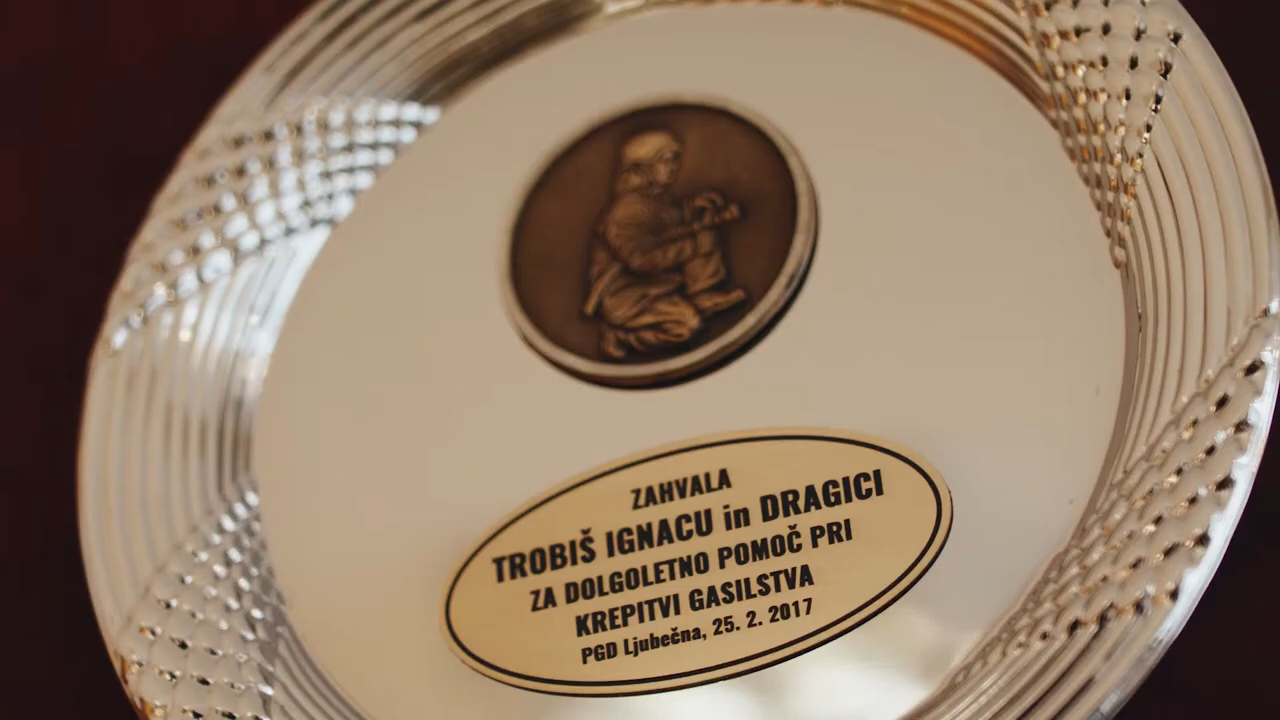 ZAHVALA
TROBIŠ IGNACU in DRAGICI
ZA DOLGOLETNO POMOČ PRI
KREPITVI GASILSTVA
PGD Ljubečna, 25. 2. 2017